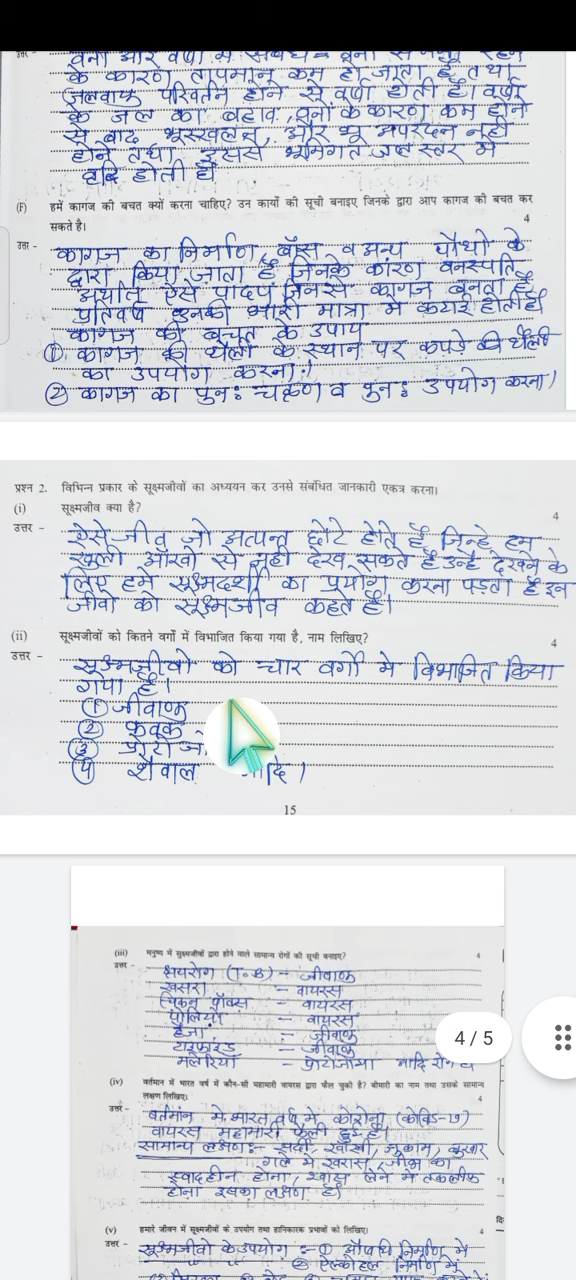 उत्तर -
वनो और वर्षा में संबंध = वनो से नमी रहने
के कारण तापमान कम हो जाता है तथा
जलवायु परिवर्तन होने से वर्षा होती है। वर्षा
के जल का बहाव, वनों के कारण कम होने
से बाढ़ भूस्खलन, और भू अपरदन नही
होने तथा इससे भूमिगत जल स्तर मे
वृद्धि होती है
(F) हमें कागज की बचत क्यों करना चाहिए? उन कार्यो की सूची बनाइए जिनके द्वारा आप कागज की बचत कर
सकते है। 4
उत्तर - कागज का निर्माण बाँस व अन्य पौधो के
द्वारा किया जाता है जिनके कारण वनस्पति
अर्थात ऐसे पादप जिनसे कागज बनता है
प्रतिवर्ष इनकी भारी मात्रा में कटाई होती है।
कागज की बचत के उपाय
① कागज की थैली के स्थान पर कपड़े की थैली
का उपयोग करना।
② कागज का पुनः चक्रण व पुनः उपयोग करना।
प्रश्न 2. विभिन्न प्रकार के सूक्ष्मजीवों का अध्ययन कर उनसे संबंधित जानकारी एकत्र करना।
(i) सूक्ष्मजीव क्या है? 4
उत्तर - ऐसे जीव जो अत्यन्त छोटे होते है जिन्हे हम
खुली आँखो से नही देख सकते है उन्हे देखने के
लिए हमे सूक्ष्मदर्शी का प्रयोग करना पड़ता है इन
जीवो को सूक्ष्मजीव कहते है।
(ii) सूक्ष्मजीवों को कितने वर्गों में विभाजित किया गया है, नाम लिखिए? 4
उत्तर - सूक्ष्मजीवो को चार वर्गो मे विभाजित किया
गया है।
① जीवाणु
② कवक
③ प्रोटोज
④ शैवाल आदि।
15
(iii) मनुष्य में सूक्ष्मजीवों द्वारा होने वाले सामान्य रोगों की सूची बनाइए? 4
उत्तर - क्षयरोग (T.B) - जीवाणु
खसरा - वायरस
चिकन पॉक्स - वायरस
पोलियो - वायरस
हैजा - जीवाणु
टाइफाइड - जीवाणु
मलेरिया - प्रोटोजोआ आदि रोग है
4 / 5
(iv) वर्तमान में भारत वर्ष में कौन-सी महामारी वायरस द्वारा फैल चुकी है? बीमारी का नाम तथा उसके सामान्य
लक्षण लिखिए। 4
उत्तर - वर्तमान मे भारत वर्ष मे कोरोना (कोविड-19)
वायरस महामारी फैली हुई है।
सामान्य लक्षण :- सर्दी, खाँसी, जुकाम, बुखार
गले मे खरास, जीभ का
स्वादहीन होना, श्वास लेने मे तकलीफ
होना इसका लक्षण है।
(v) हमारे जीवन में सूक्ष्मजीवों के उपयोग तथा हानिकारक प्रभावों को लिखिए। 4
उत्तर - सूक्ष्मजीवो के उपयोग :- ① औषधि निर्माण मे
② ऐल्कोहल निर्माण में